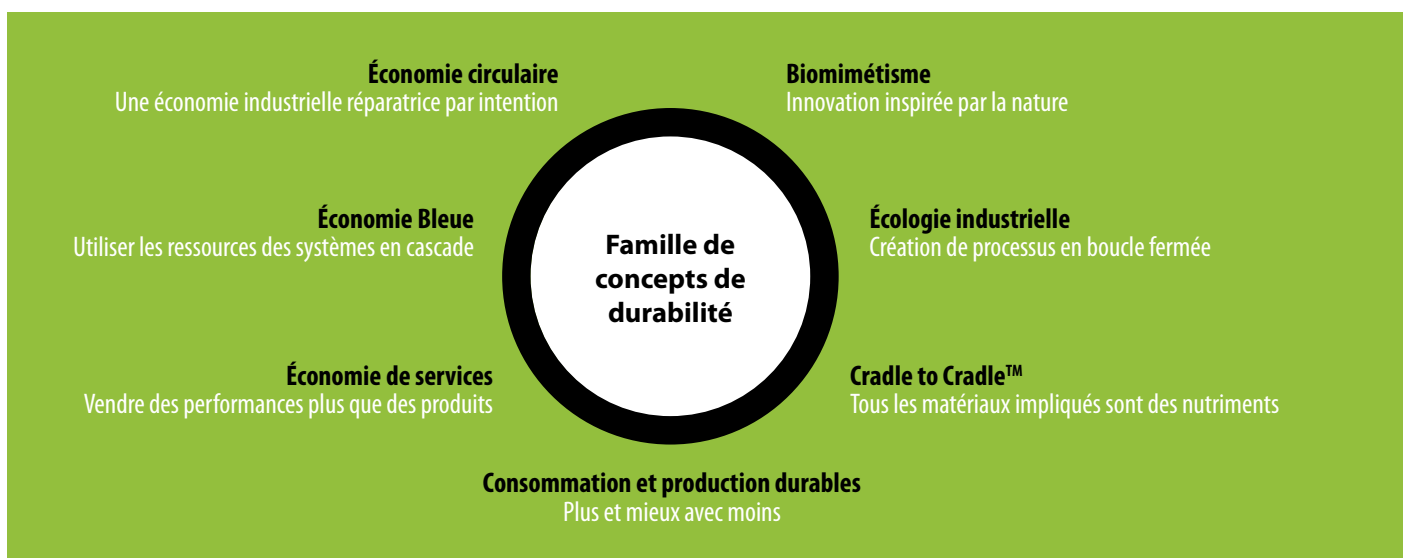 Économie circulaire
Une économie industrielle réparatrice par intention
Biomimétisme
Innovation inspirée par la nature
Économie Bleue
Utiliser les ressources des systèmes en cascade
Famille de
concepts de
durabilité
Écologie industrielle
Création de processus en boucle fermée
Économie de services
Vendre des performances plus que des produits
Cradle to Cradle™
Tous les matériaux impliqués sont des nutriments
Consommation et production durables
Plus et mieux avec moins